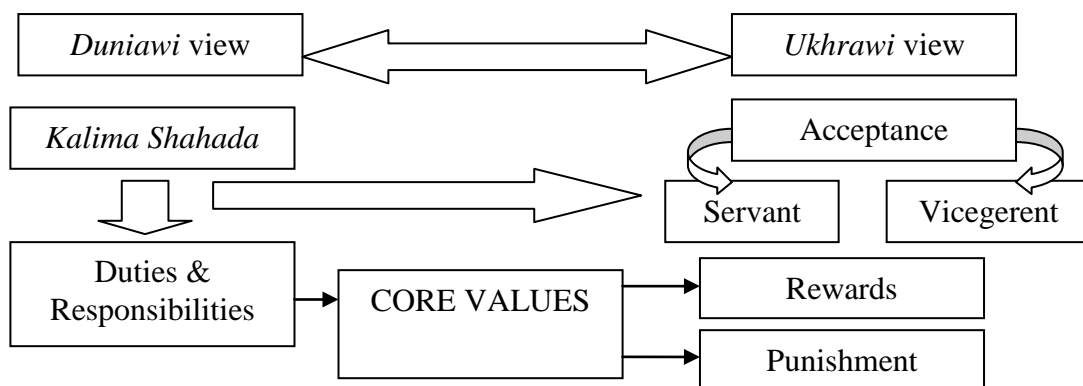 Duniawi view
Ukhrawi view
Kalima Shahada
Acceptance
Servant
Vicegerent
Duties &
Responsibilities
CORE VALUES
Rewards
Punishment